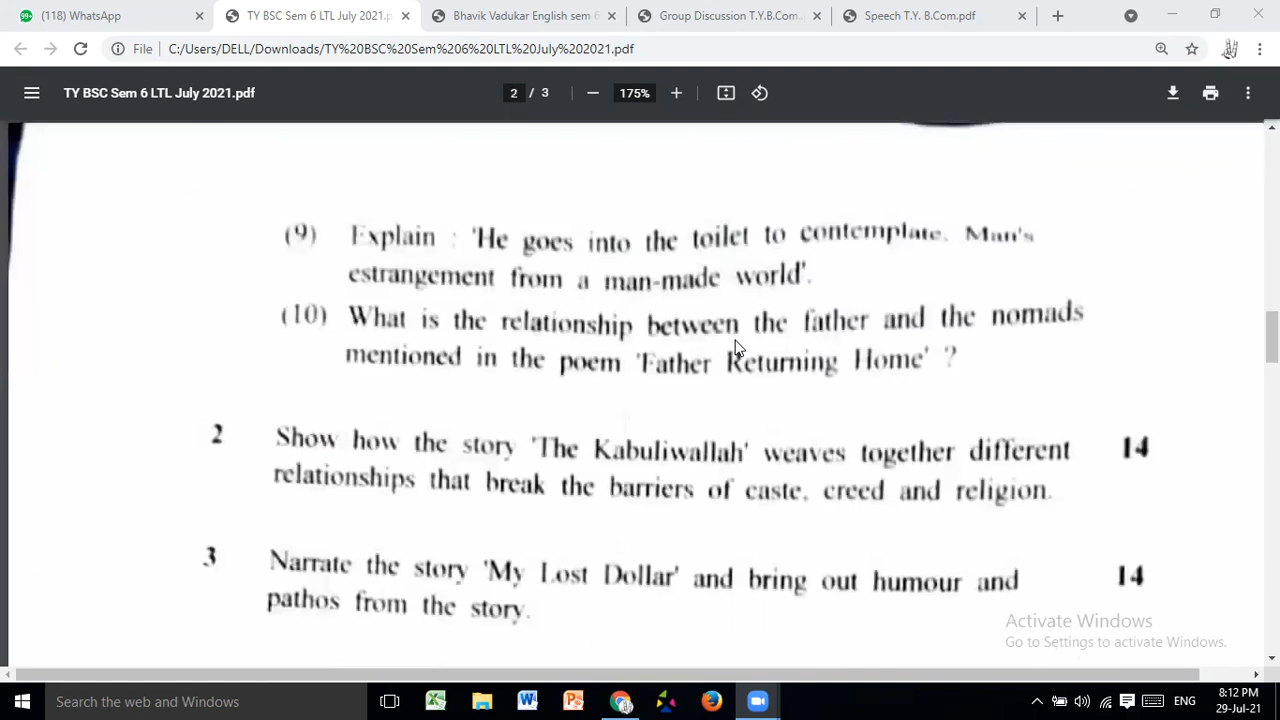 (118) WhatsApp
TY BSC Sem 6 LTL July 2021.p
Bhavik Vadukar English sem 6
Group Discussion T.Y.B.Com.
Speech T.Y. B.Com.pdf
File
C:/Users/DELL/Downloads/TY%20BSC%20Sem%206%20LTL%20July%202021.pdf
TY BSC Sem 6 LTL July 2021.pdf
2 / 3
175%
(9) Explain : 'He goes into the toilet to contemplate. Man's
estrangement from a man-made world'.
(10) What is the relationship between the father and the nomads
mentioned in the poem 'Father Returning Home' ?
2 Show how the story 'The Kabuliwallah' weaves together different 14
relationships that break the barriers of caste, creed and religion.
3 Narrate the story 'My Lost Dollar' and bring out humour and 14
pathos from the story.
Activate Windows
Go to Settings to activate Windows.
Search the web and Windows
ENG
8:12 PM
29-Jul-21